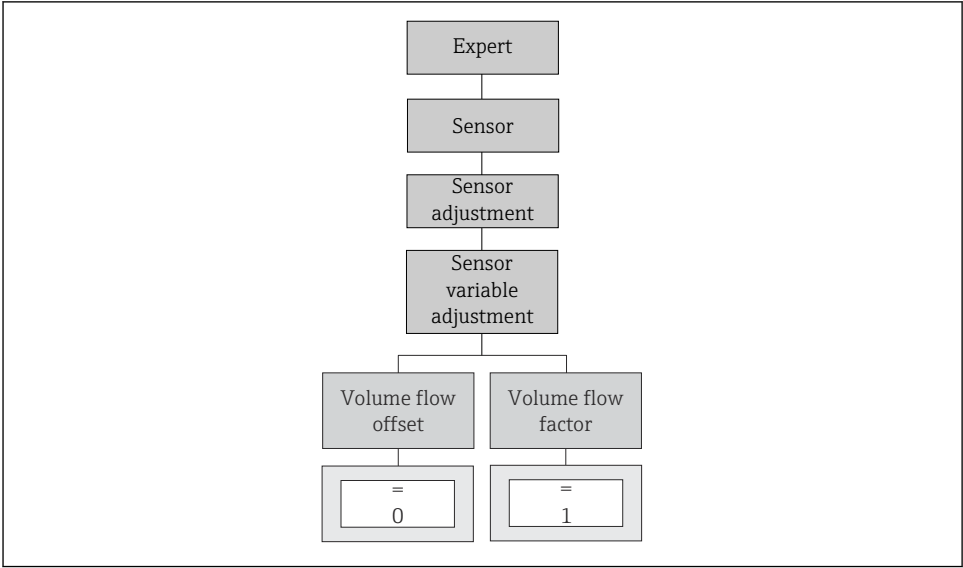 Expert
Sensor
Sensor
adjustment
Sensor
variable
adjustment
Volume flow
offset
Volume flow
factor
=
0
=
1